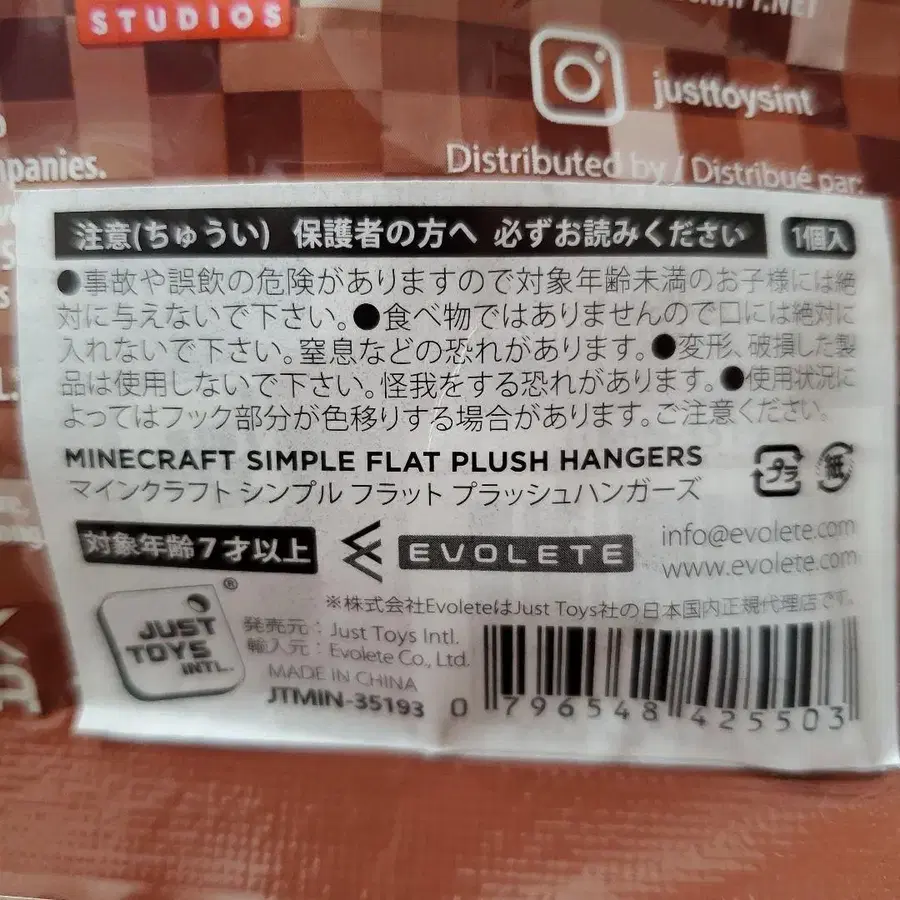 STUDIOS
justtoysint
mpanies.
Distributed by / Distribué par:
注意(ちゅうい) 保護者の方へ 必ずお読みください 1個入
●事故や誤飲の危険がありますので対象年齢未満のお子様には絶
対に与えないで下さい。●食べ物ではありませんので口には絶対に
入れないで下さい。窒息などの恐れがあります。●変形、破損した製
品は使用しないで下さい。怪我をする恐れがあります。●使用状況に
よってはフック部分が色移りする場合があります。ご注意ください。
MINECRAFT SIMPLE FLAT PLUSH HANGERS
マインクラフト シンプル フラット プラッシュハンガーズ
プラ 紙
対象年齢7才以上 EVOLETE
info@evolete.com
www.evolete.com
※株式会社EvoleteはJust Toys社の日本国内正規代理店です。
JUST TOYS INTL. ®
発売元：Just Toys Intl.
輸入元：Evolete Co., Ltd.
MADE IN CHINA
JTMIN-35193
0 796548 425503